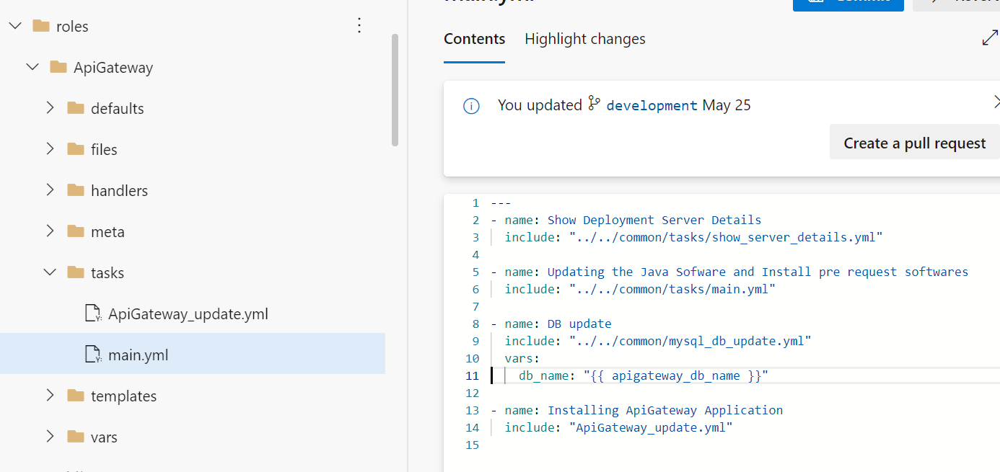 roles
ApiGateway
defaults
files
handlers
meta
tasks
ApiGateway_update.yml
main.yml
templates
vars
Contents
Highlight changes
You updated development May 25
Create a pull request
1 ---
2 - name: Show Deployment Server Details
3 include: "../../common/tasks/show_server_details.yml"
4
5 - name: Updating the Java Sofware and Install pre request softwares
6 include: "../../common/tasks/main.yml"
7
8 - name: DB update
9 include: "../../common/mysql_db_update.yml"
10 vars:
11 db_name: "{{ apigateway_db_name }}"
12
13 - name: Installing ApiGateway Application
14 include: "ApiGateway_update.yml"
15